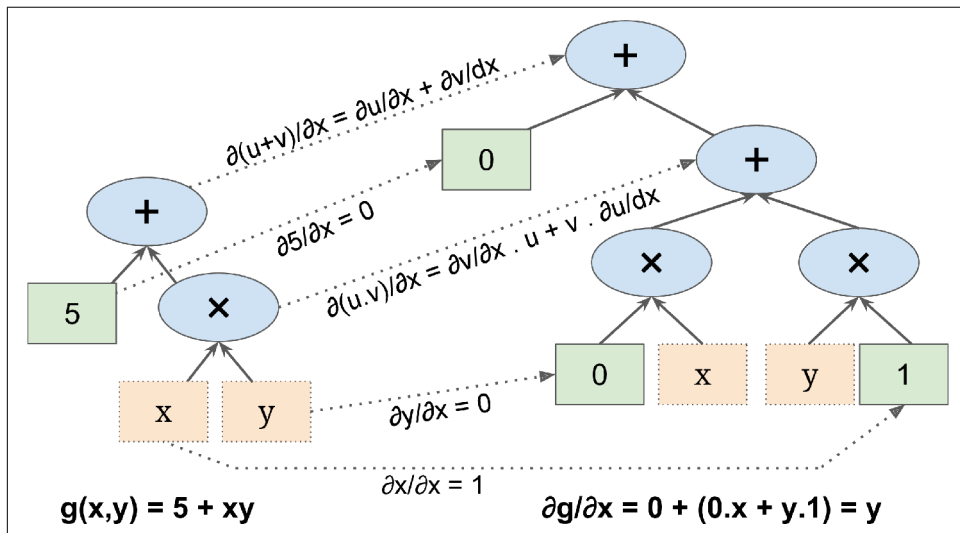 +
∂(u+v)/∂x = ∂u/∂x + ∂v/dx
0
+
+
∂5/∂x = 0
∂(u.v)/∂x = ∂v/∂x . u + v . ∂u/dx
×
×
5
×
0
x
y
1
x
y
∂y/∂x = 0
∂x/∂x = 1
g(x,y) = 5 + xy
∂g/∂x = 0 + (0.x + y.1) = y